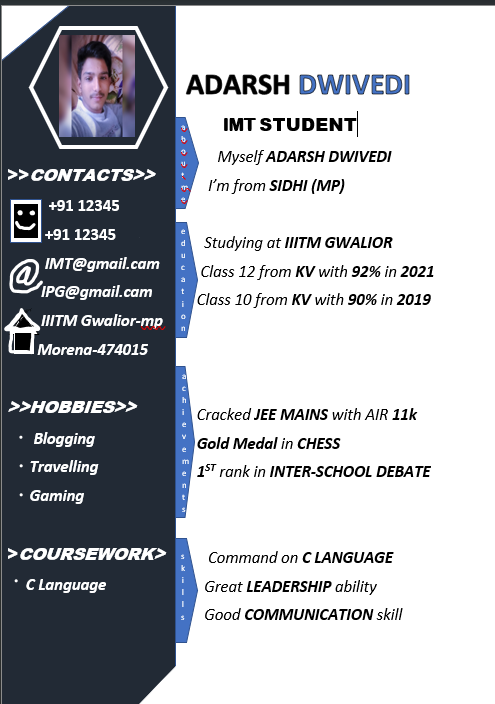 ADARSH DWIVEDI
IMT STUDENT
about me
Myself ADARSH DWIVEDI
I'm from SIDHI (MP)
education
Studying at IIITM GWALIOR
Class 12 from KV with 92% in 2021
Class 10 from KV with 90% in 2019
achievements
Cracked JEE MAINS with AIR 11k
Gold Medal in CHESS
1ST rank in INTER-SCHOOL DEBATE
skills
Command on C LANGUAGE
Great LEADERSHIP ability
Good COMMUNICATION skill
>>CONTACTS>>
+91 12345
+91 12345
@
IMT@gmail.cam
IPG@gmail.cam
IIITM Gwalior-mp
Morena-474015
>>HOBBIES>>
· Blogging
· Travelling
· Gaming
>COURSEWORK>
· C Language